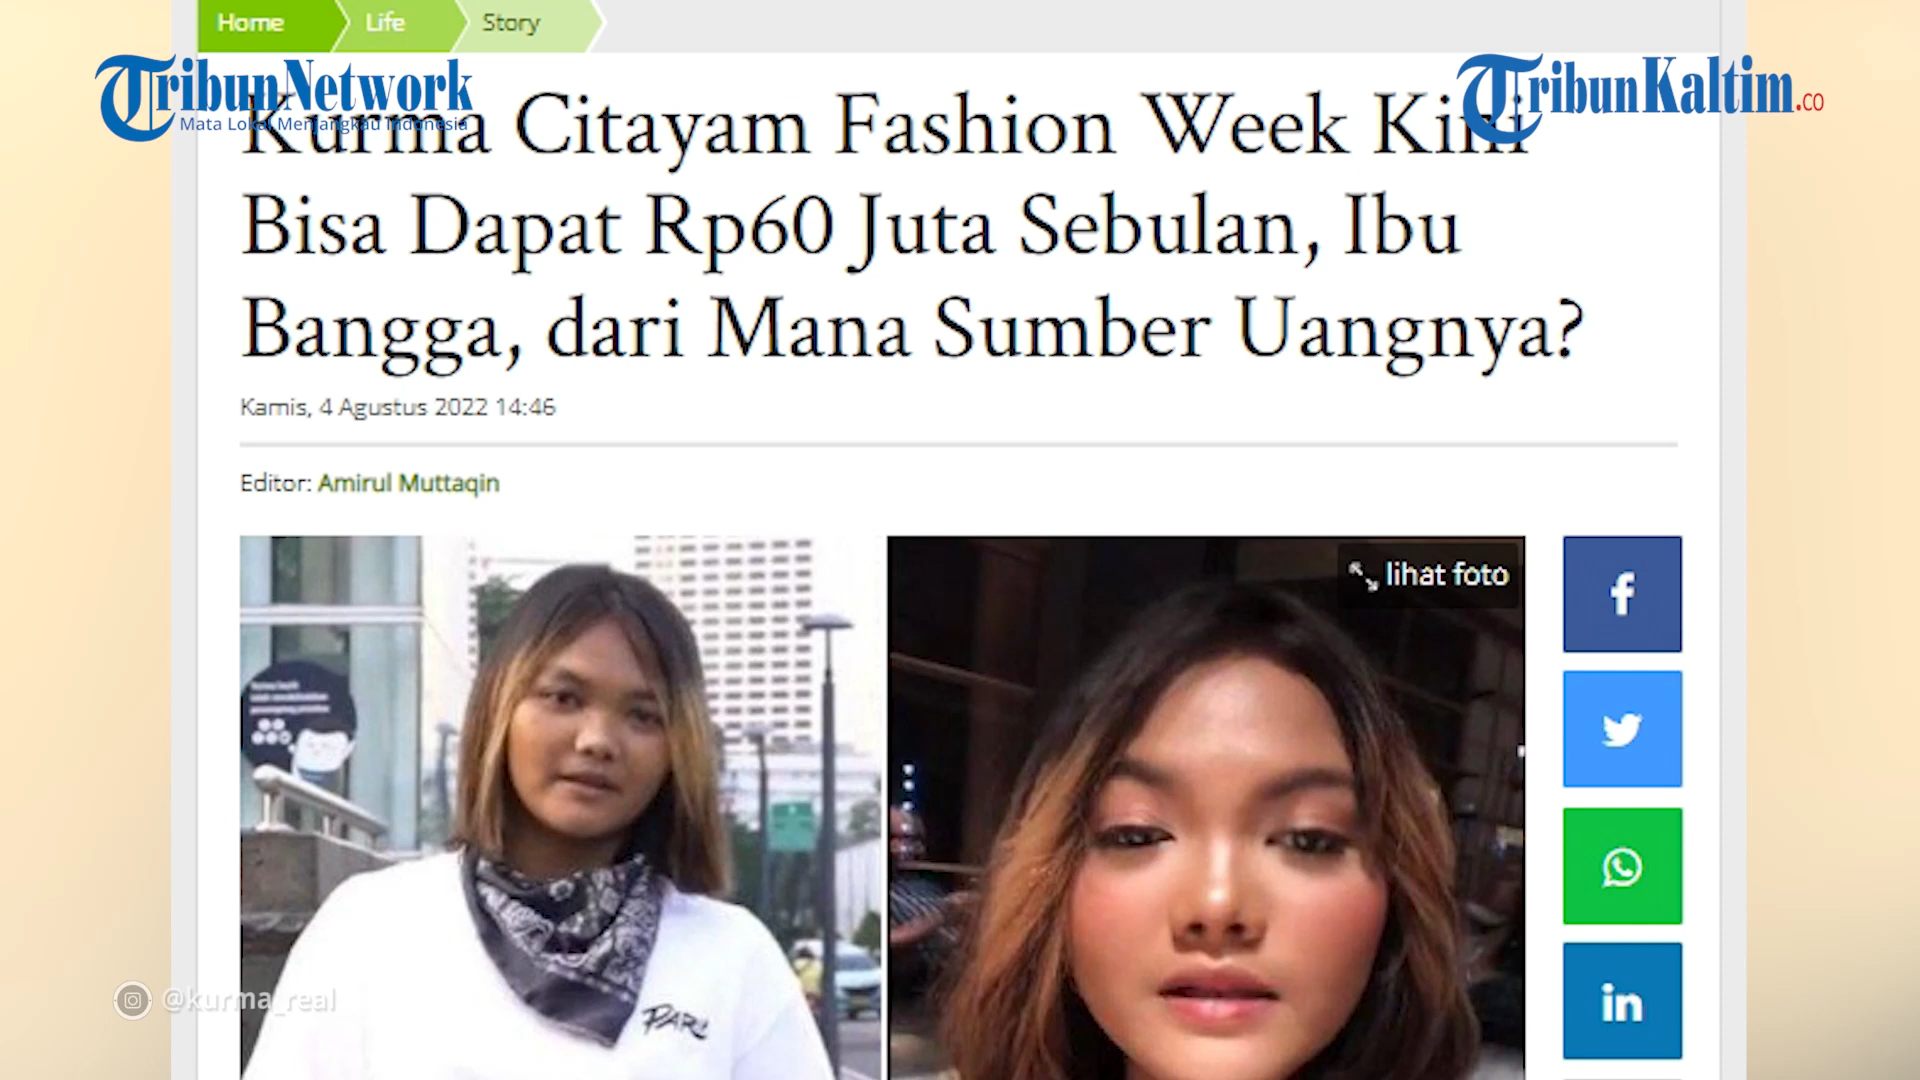 Home Life Story
TribunNetwork
Mata Lokal Menjangkau Indonesia
TribunKaltim.co
Kurma Citayam Fashion Week Kini
Bisa Dapat Rp60 Juta Sebulan, Ibu
Bangga, dari Mana Sumber Uangnya?
Kamis, 4 Agustus 2022 14:46
Editor: Amirul Muttaqin
lihat foto
f
in
@kurma_real